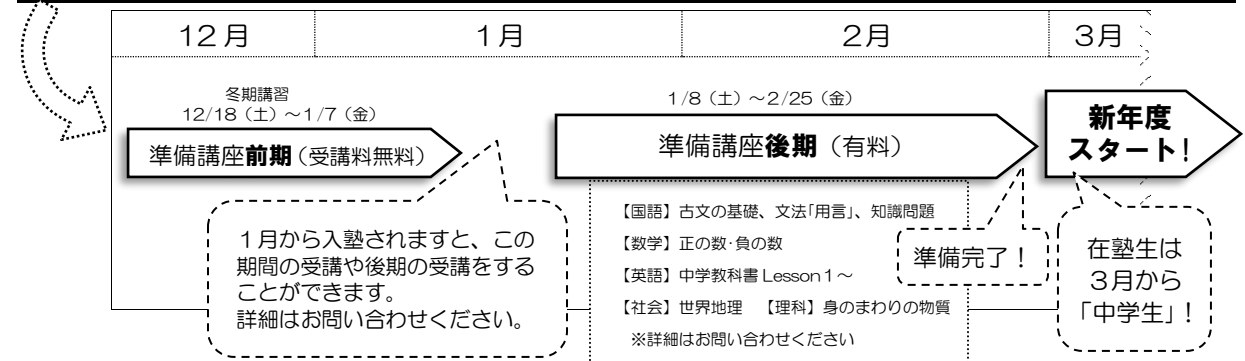 12月 1月 2月 3月
冬期講習
12/18（土）～1/7（金）
準備講座前期（受講料無料）
1/8（土）～2/25（金）
準備講座後期（有料）
新年度
スタート！
1月から入塾されますと、この
期間の受講や後期の受講をする
ことができます。
詳細はお問い合わせください。
【国語】古文の基礎、文法「用言」、知識問題
【数学】正の数・負の数
【英語】中学教科書 Lesson１～
【社会】世界地理　【理科】身のまわりの物質
※詳細はお問い合わせください
準備完了！
在塾生は
３月から
「中学生」！